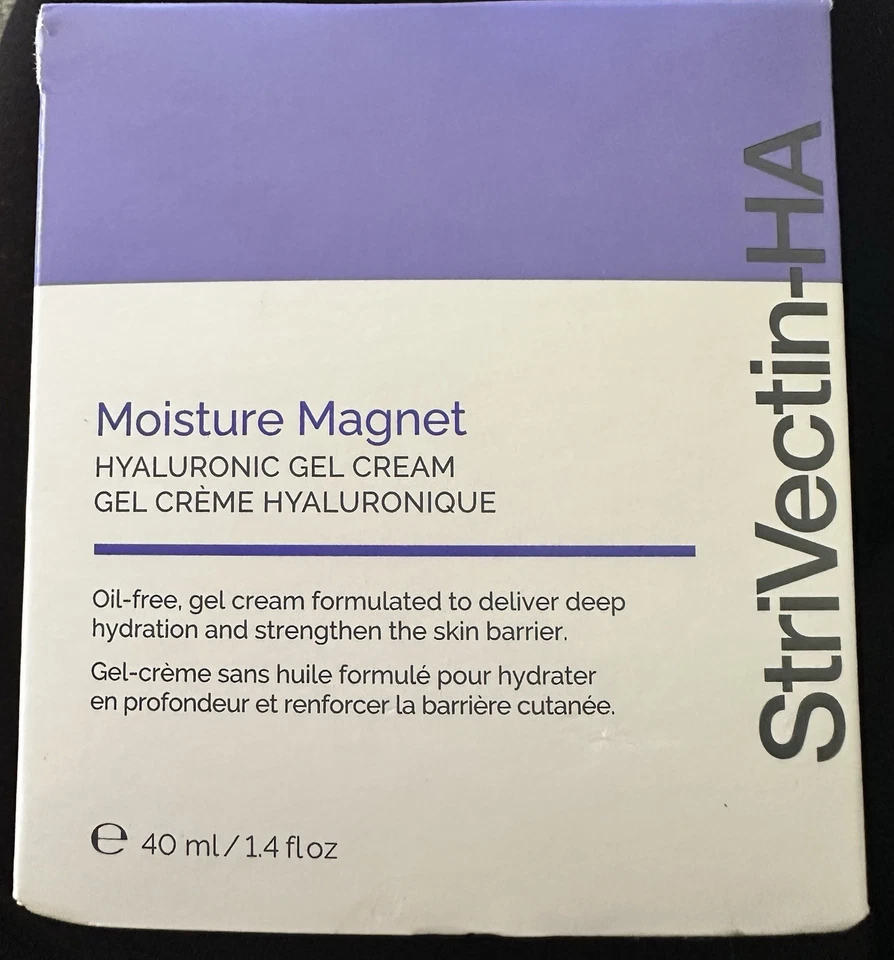 StriVectin-HA
Moisture Magnet
HYALURONIC GEL CREAM
GEL CRÈME HYALURONIQUE
Oil-free, gel cream formulated to deliver deep
hydration and strengthen the skin barrier.
Gel-crème sans huile formulé pour hydrater
en profondeur et renforcer la barrière cutanée.
℮ 40 ml / 1.4 fl oz